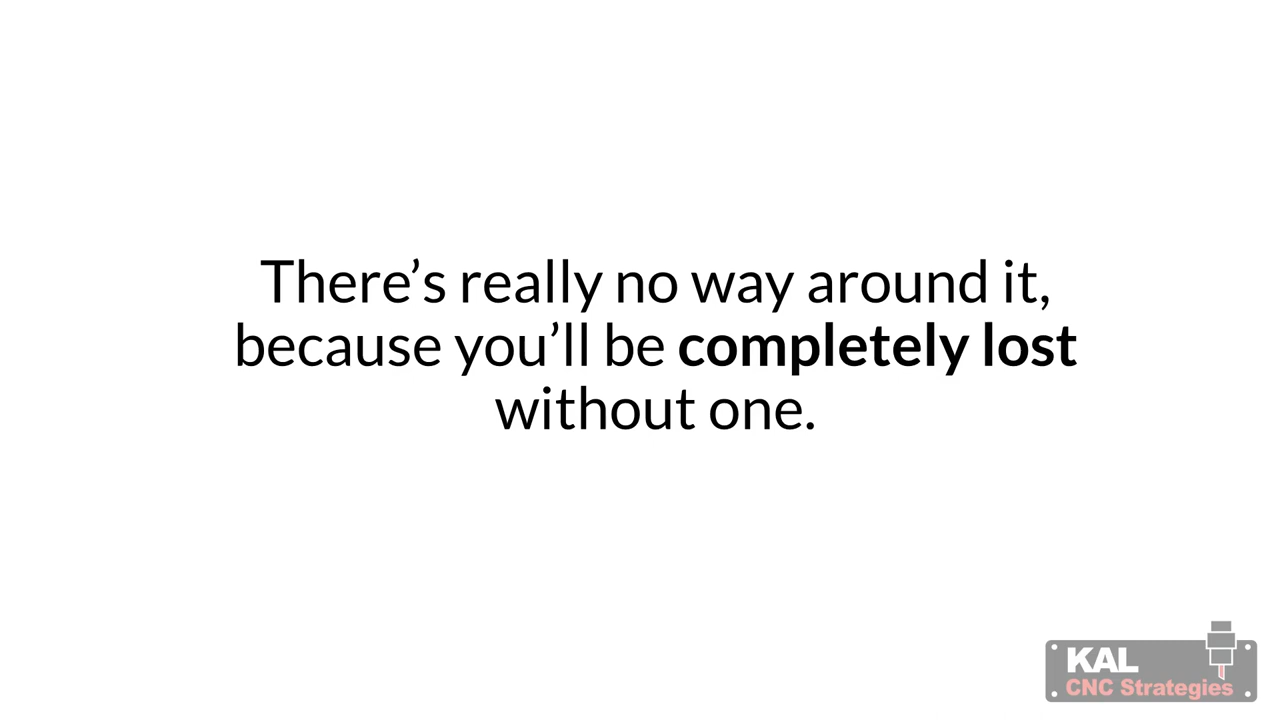 There’s really no way around it,
because you’ll be completely lost
without one.
KAL
CNC Strategies